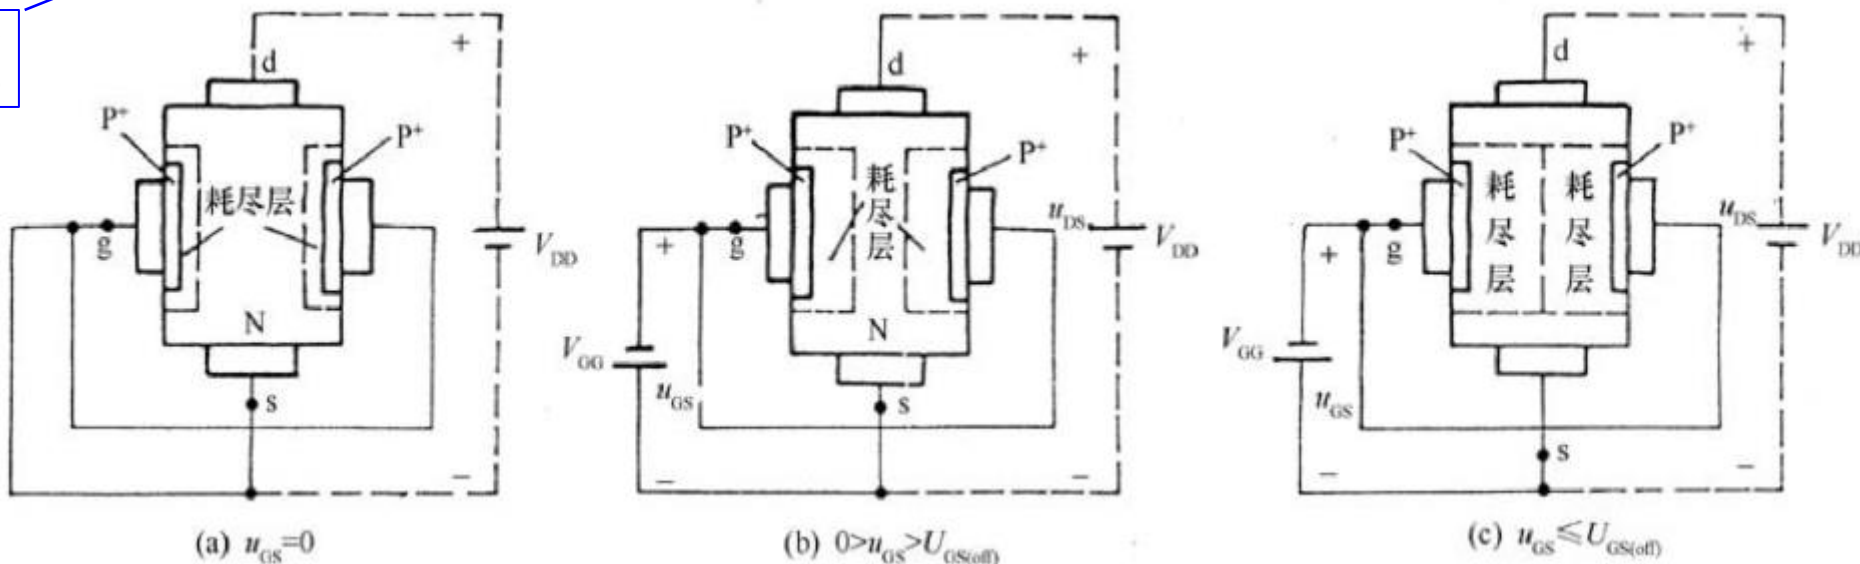 d
+
P⁺
P⁺
耗尽层
g
V_DD
N
s
−
(a) u_GS=0
d
+
P⁺
P⁺
耗
尽
层
u_DS
+
g
V_DD
N
V_GG
u_GS
s
−
−
(b) 0>u_GS>U_GS(off)
d
+
P⁺
P⁺
耗 耗
尽 尽
层 层
u_DS
+
g
V_DD
V_GG
u_GS
s
−
−
(c) u_GS≤U_GS(off)